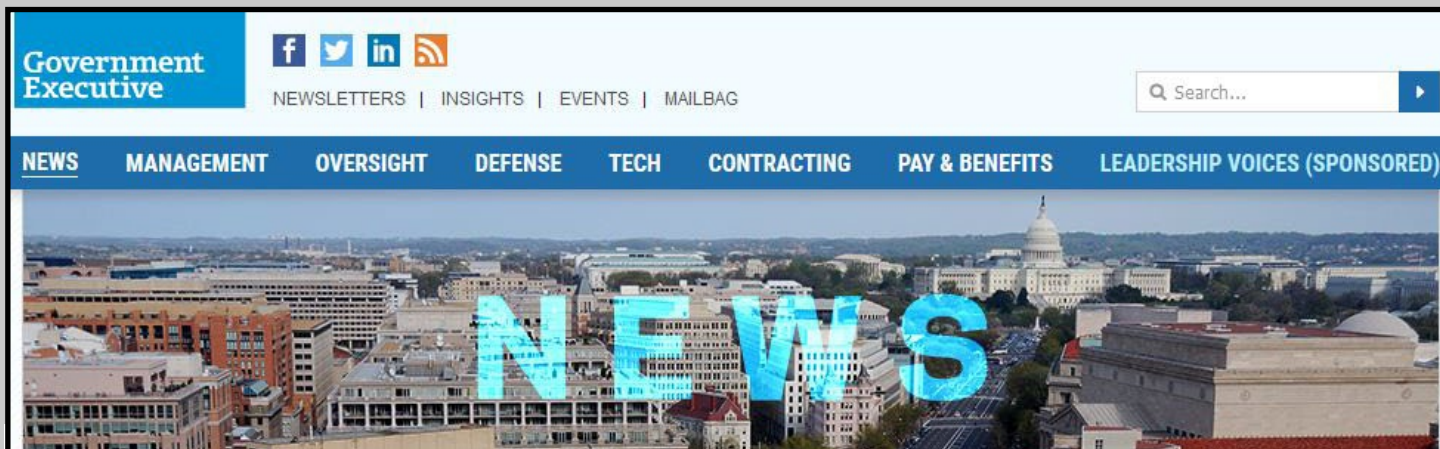 Government
Executive
NEWSLETTERS | INSIGHTS | EVENTS | MAILBAG
Search...
NEWS MANAGEMENT OVERSIGHT DEFENSE TECH CONTRACTING PAY & BENEFITS LEADERSHIP VOICES (SPONSORED)
NEWS